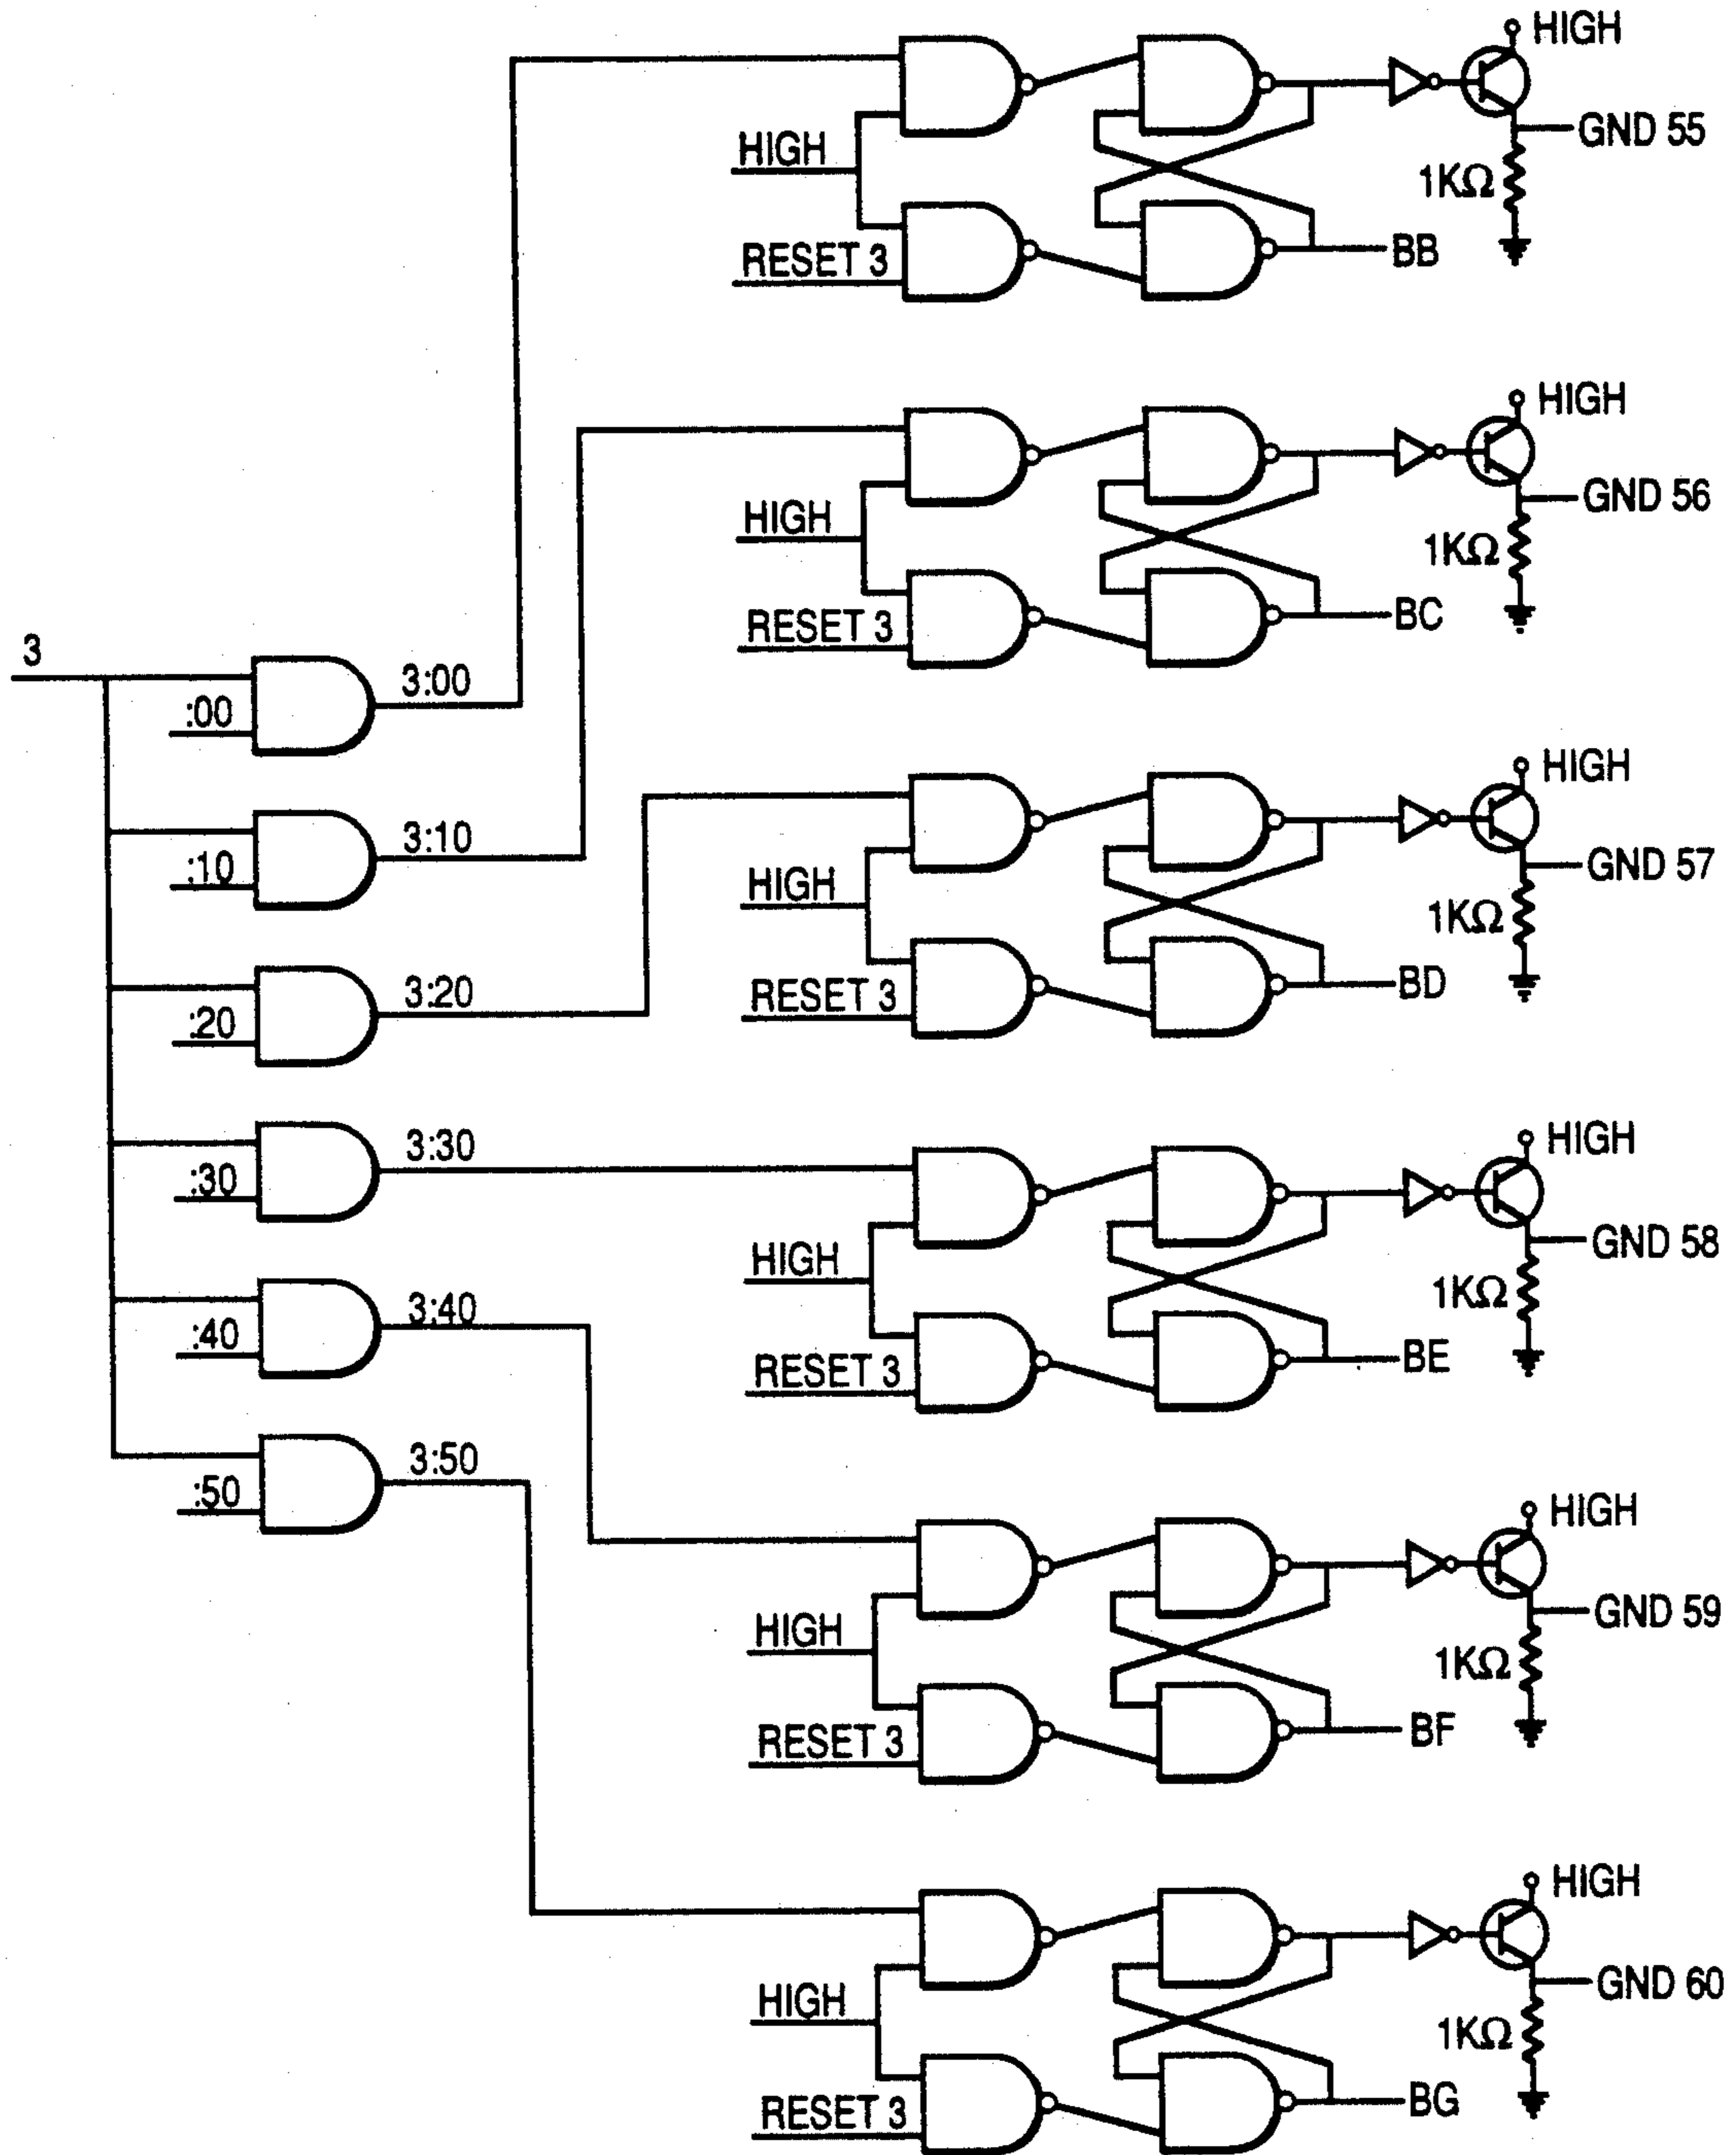 HIGH
GND 55
1KΩ
HIGH
RESET 3
BB
HIGH
GND 56
1KΩ
HIGH
RESET 3
BC
3
:00
3:00
:10
3:10
:20
3:20
:30
3:30
:40
3:40
:50
3:50
HIGH
GND 57
1KΩ
HIGH
RESET 3
BD
HIGH
GND 58
1KΩ
HIGH
RESET 3
BE
HIGH
GND 59
1KΩ
HIGH
RESET 3
BF
HIGH
GND 60
1KΩ
HIGH
RESET 3
BG